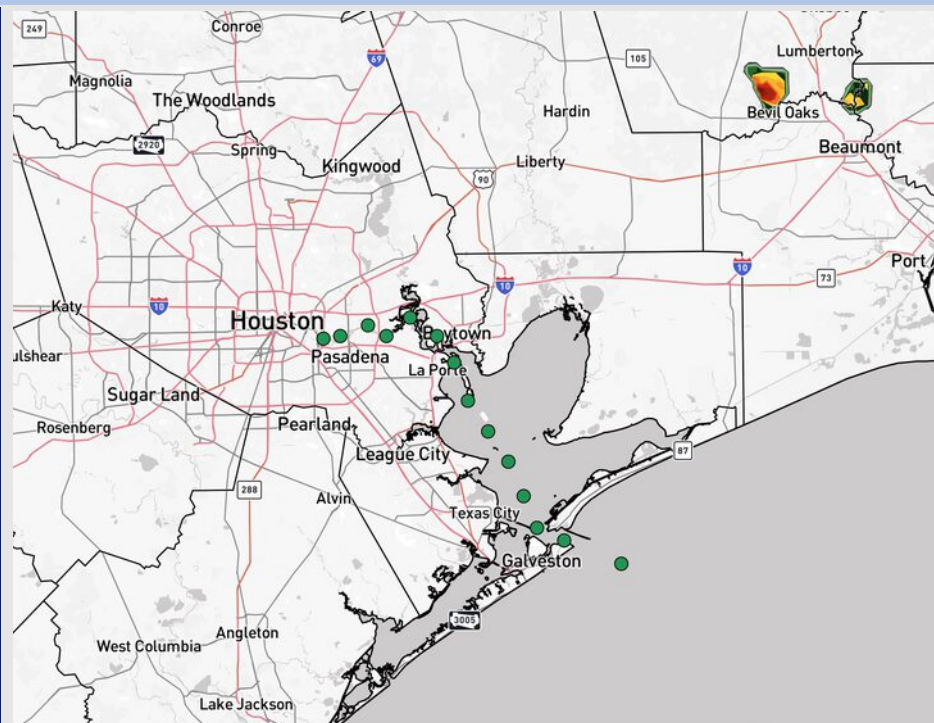 249
Conroe
69
105
Lumberton
Magnolia
The Woodlands
Hardin
Bevil Oaks
2920
Spring
Kingwood
Liberty
Beaumont
90
Port A
10
73
10
Katy
10
Houston
Baytown
ulshear
Pasadena
La Porte
Sugar Land
Rosenberg
Pearland
League City
87
288
Alvin
Texas City
Galveston
3005
Angleton
West Columbia
Lake Jackson